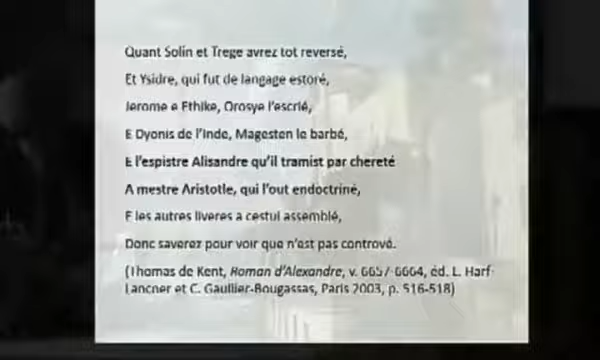 Quant Solin et Trege avrez tot reversé,
Et Ysidre, qui fut de langage estoré,
Jerome e Ethike, Orosye l'escrié,
E Dyonis de l'Inde, Magesten le barbé,
E l'espistre Alisandre qu'il tramist par chereté
A mestre Aristotle, qui l'out endoctriné,
E les autres liveres a cestui assemblé,
Donc saverez pour voir que n'est pas contrové.
(Thomas de Kent, Roman d'Alexandre, v. 6657-6664, éd. L. Harf-
Lancner et C. Gaullier-Bougassas, Paris 2003, p. 516-518)